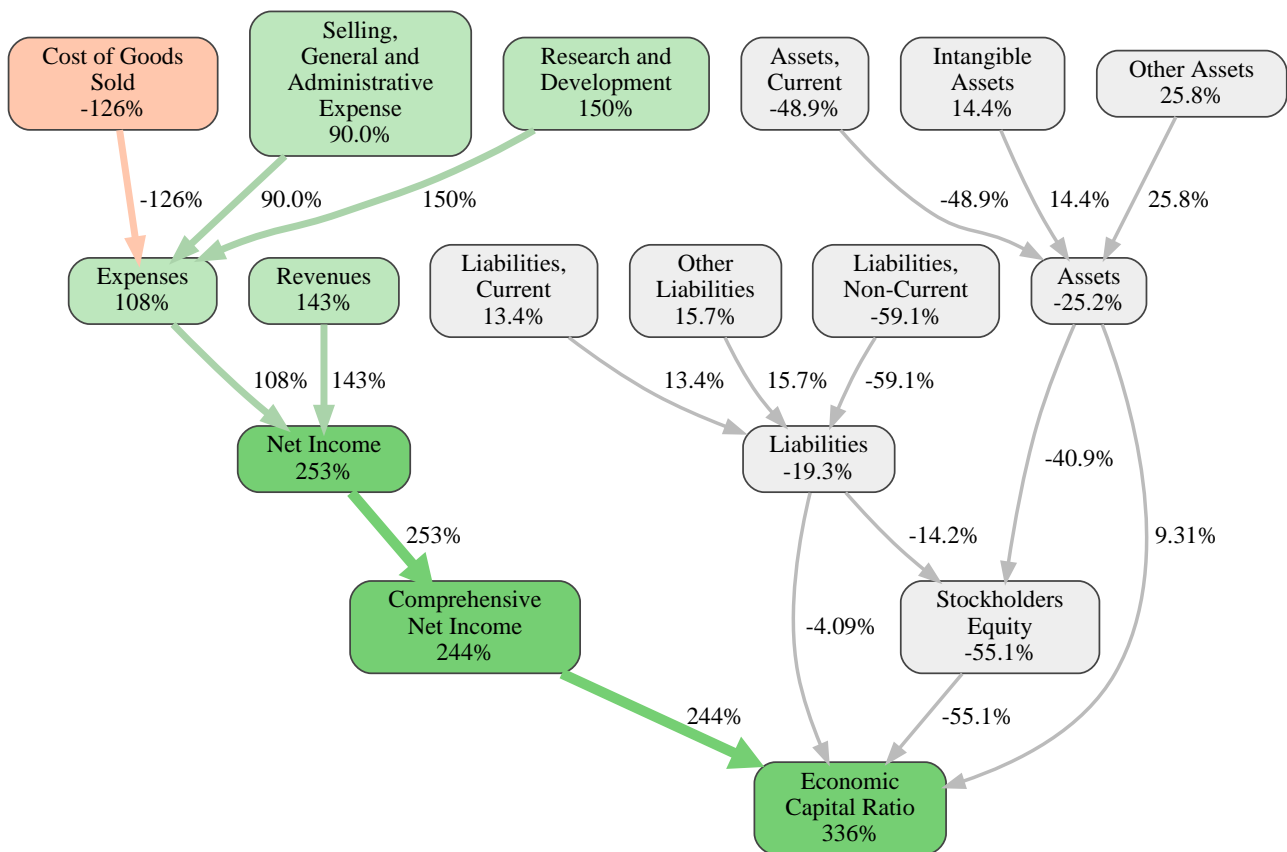 Cost of Goods
Sold
-126%
Selling,
General and
Administrative
Expense
90.0%
Research and
Development
150%
Assets,
Current
-48.9%
Intangible
Assets
14.4%
Other Assets
25.8%
-126%
90.0%
150%
-48.9%
14.4%
25.8%
Expenses
108%
Revenues
143%
Liabilities,
Current
13.4%
Other
Liabilities
15.7%
Liabilities,
Non-Current
-59.1%
Assets
-25.2%
108%
143%
13.4%
15.7%
-59.1%
Net Income
253%
Liabilities
-19.3%
-40.9%
253%
-14.2%
9.31%
Comprehensive
Net Income
244%
-4.09%
Stockholders
Equity
-55.1%
244%
-55.1%
Economic
Capital Ratio
336%